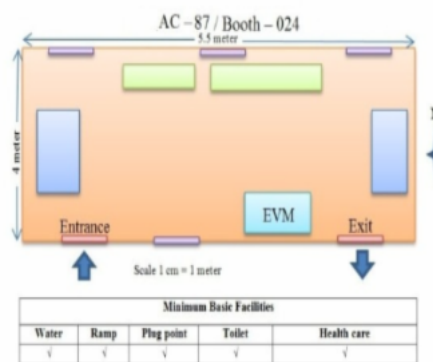 AC – 87 / Booth – 024
5.5 meter
4 meter
EVM
Entrance
Exit
Scale 1 cm = 1 meter
Minimum Basic Facilities
Water Ramp Plug point Toilet Health care
√ √ √ √ √